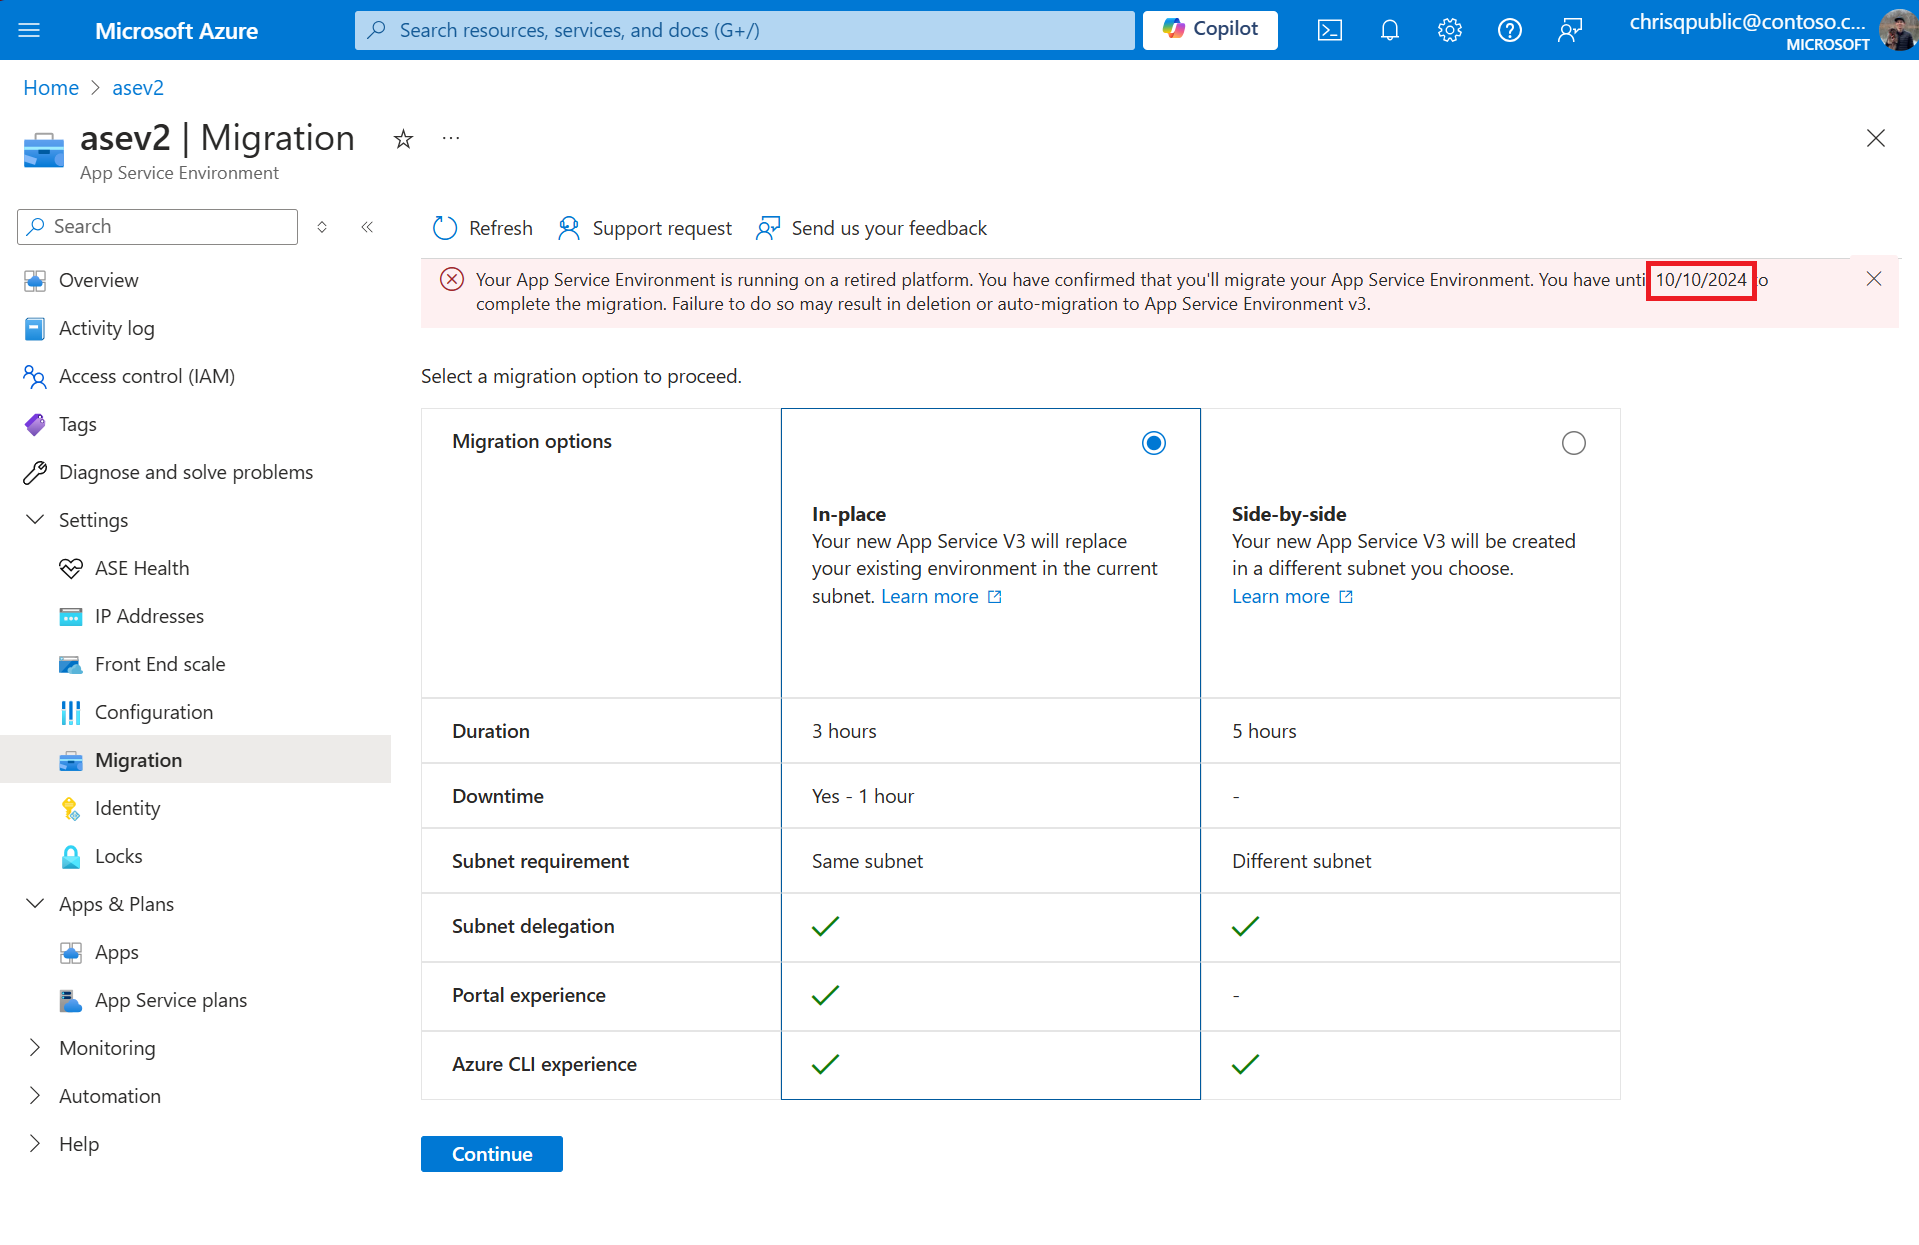 Microsoft Azure
Search resources, services, and docs (G+/)
Copilot
chrisqpublic@contoso.c...
MICROSOFT
Home > asev2
asev2 | Migration
App Service Environment
Search
Refresh
Support request
Send us your feedback
Your App Service Environment is running on a retired platform. You have confirmed that you'll migrate your App Service Environment. You have until 10/10/2024 to
complete the migration. Failure to do so may result in deletion or auto-migration to App Service Environment v3.
Overview
Activity log
Access control (IAM)
Tags
Diagnose and solve problems
Settings
ASE Health
IP Addresses
Front End scale
Configuration
Migration
Identity
Locks
Apps & Plans
Apps
App Service plans
Monitoring
Automation
Help
Select a migration option to proceed.
Migration options
In-place
Your new App Service V3 will replace
your existing environment in the current
subnet. Learn more
Side-by-side
Your new App Service V3 will be created
in a different subnet you choose.
Learn more
Duration
3 hours
5 hours
Downtime
Yes - 1 hour
-
Subnet requirement
Same subnet
Different subnet
Subnet delegation
Portal experience
-
Azure CLI experience
Continue